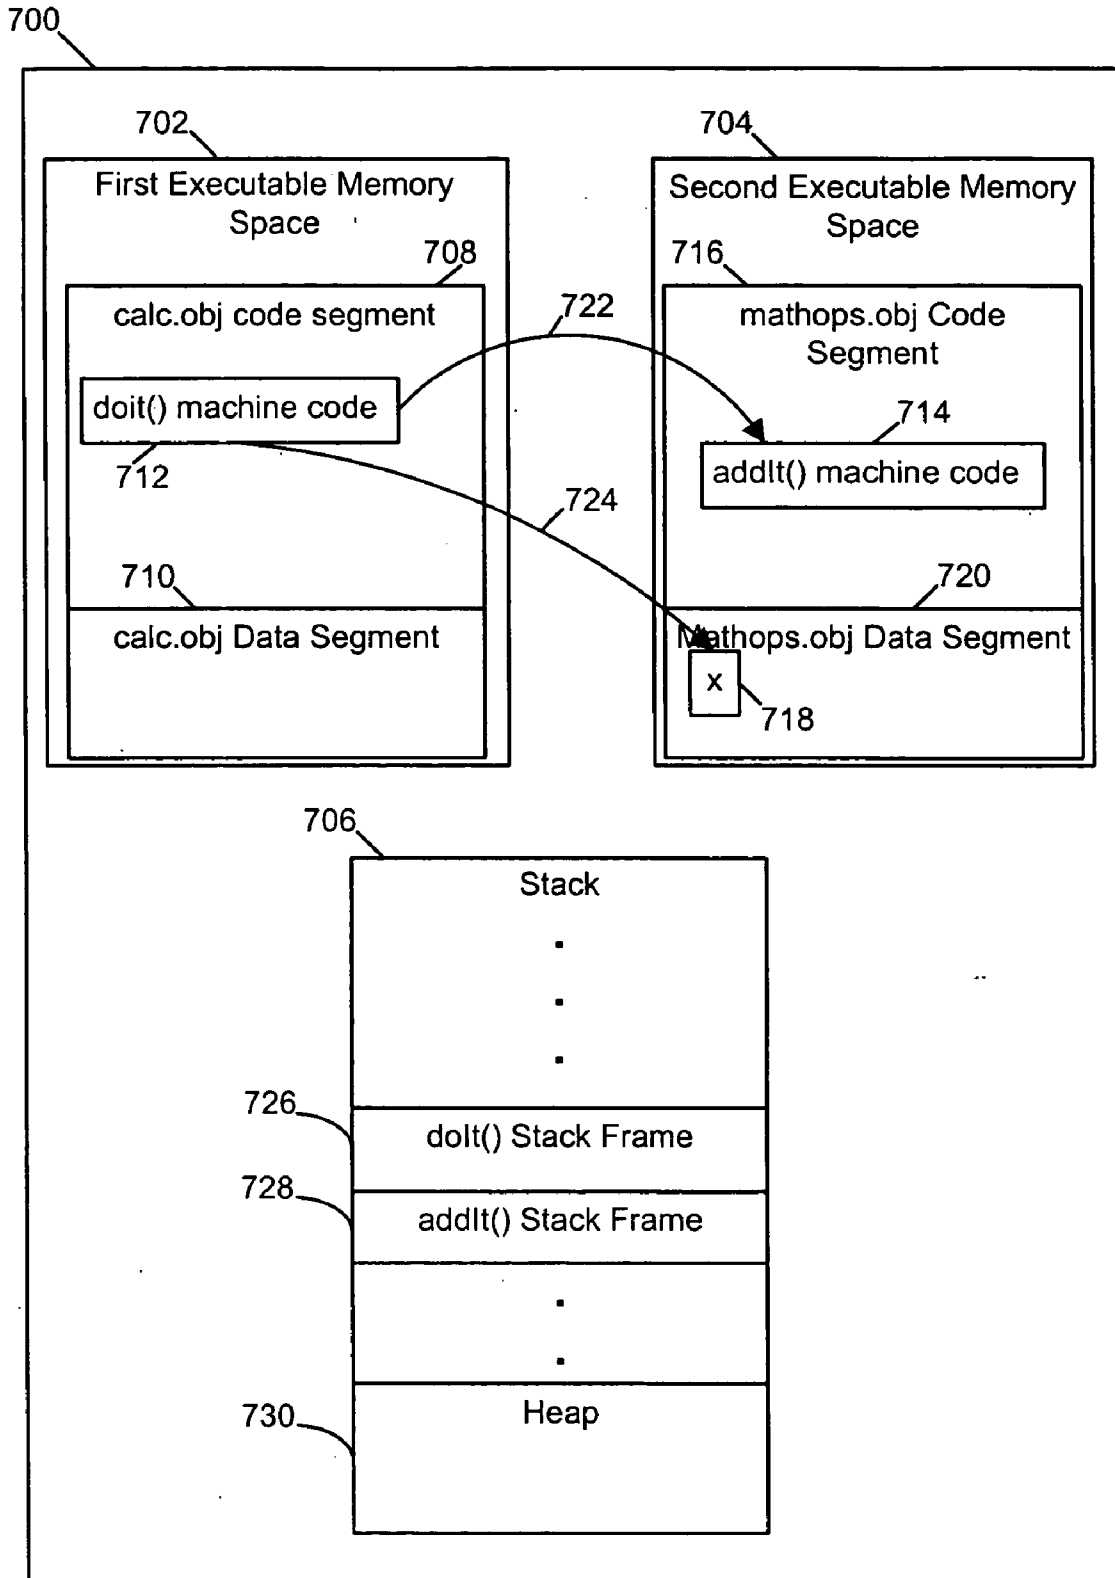 700
702
704
First Executable Memory
Space
Second Executable Memory
Space
708
716
calc.obj code segment
722
mathops.obj Code
Segment
doit() machine code
714
712
addIt() machine code
724
710
720
calc.obj Data Segment
Mathops.obj Data Segment
x
718
706
Stack
726
doIt() Stack Frame
728
addIt() Stack Frame
730
Heap